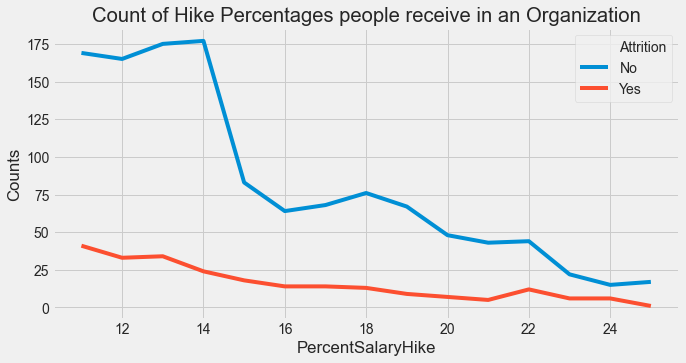 Count of Hike Percentages people receive in an Organization
Attrition
No
Yes
175
150
125
100
75
50
25
0
Counts
12 14 16 18 20 22 24
PercentSalaryHike